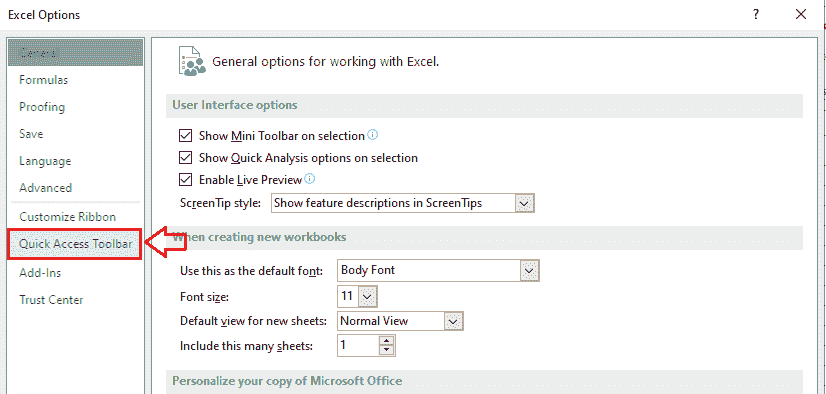 Excel Options
?
General
Formulas
Proofing
Save
Language
Advanced
Customize Ribbon
Quick Access Toolbar
Add-Ins
Trust Center
General options for working with Excel.
User Interface options
Show Mini Toolbar on selection
Show Quick Analysis options on selection
Enable Live Preview
ScreenTip style: Show feature descriptions in ScreenTips
When creating new workbooks
Use this as the default font: Body Font
Font size: 11
Default view for new sheets: Normal View
Include this many sheets: 1
Personalize your copy of Microsoft Office